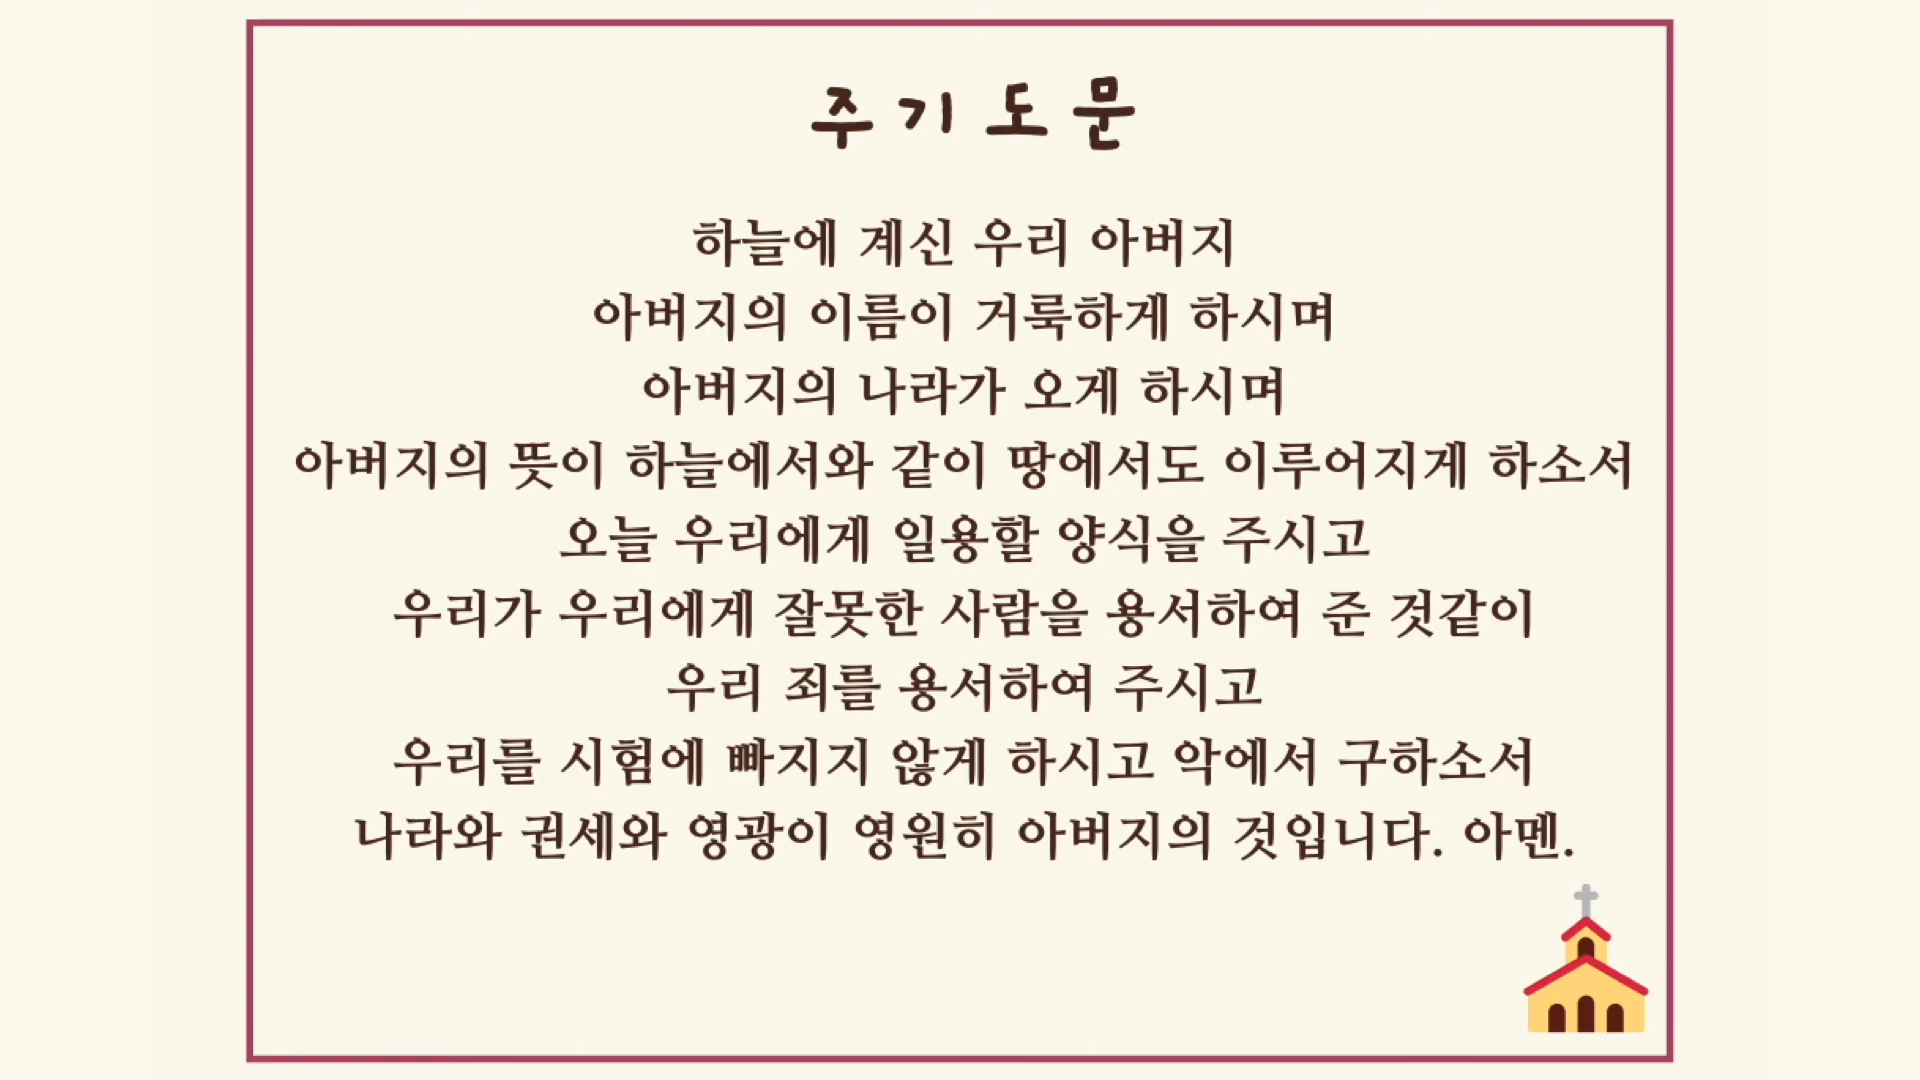 주기도문
하늘에 계신 우리 아버지
아버지의 이름이 거룩하게 하시며
아버지의 나라가 오게 하시며
아버지의 뜻이 하늘에서와 같이 땅에서도 이루어지게 하소서
오늘 우리에게 일용할 양식을 주시고
우리가 우리에게 잘못한 사람을 용서하여 준 것같이
우리 죄를 용서하여 주시고
우리를 시험에 빠지지 않게 하시고 악에서 구하소서
나라와 권세와 영광이 영원히 아버지의 것입니다. 아멘.